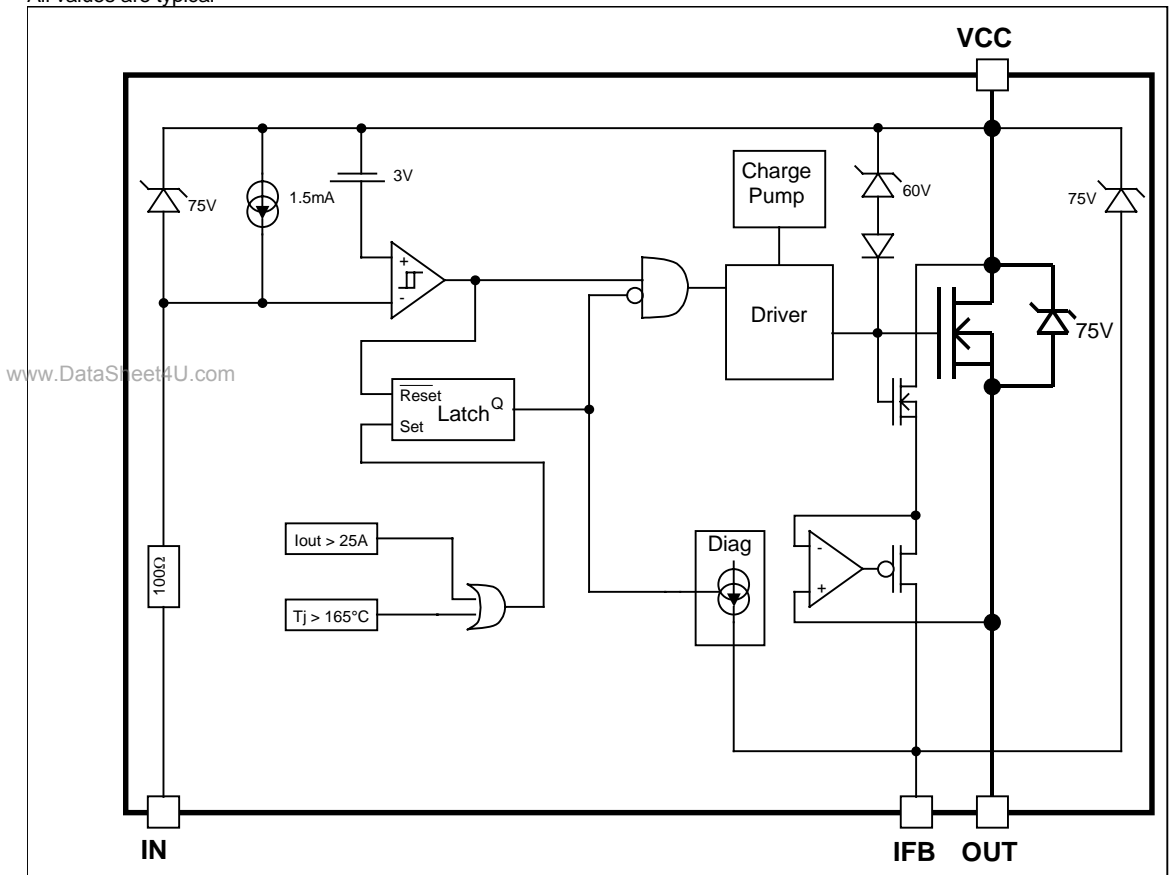 All values are typical
VCC
75V
1.5mA
3V
Charge
Pump
60V
75V
+
-
Driver
75V
www.DataSheet4U.com
Reset
Latch
Q
Set
Iout > 25A
Diag
-
+
100Ω
Tj > 165°C
IN
IFB
OUT